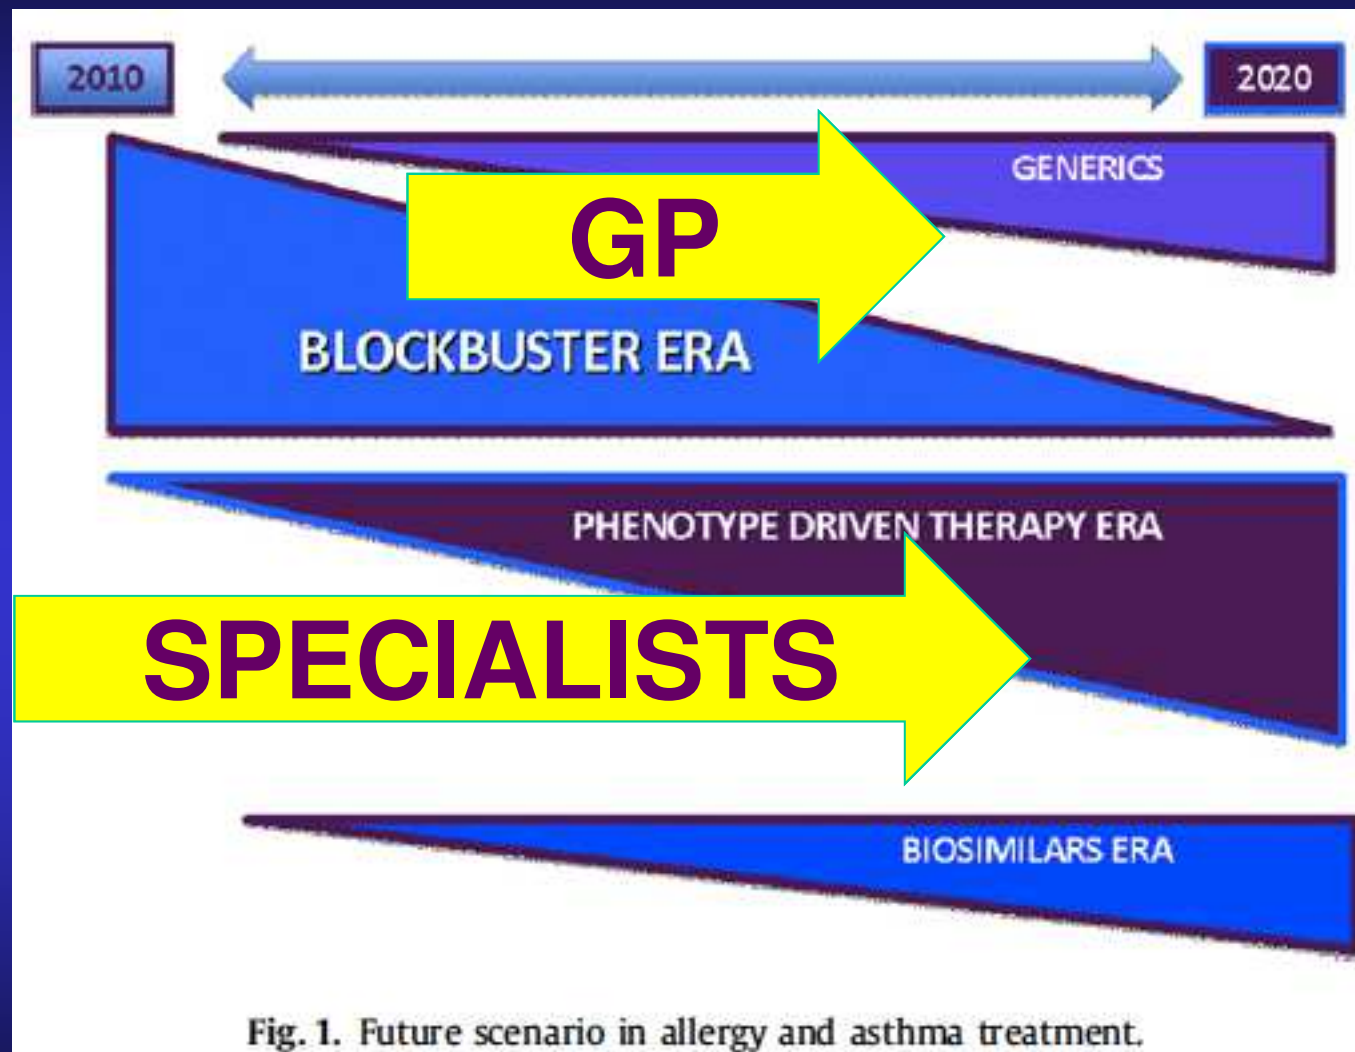 2010
2020
GENERICS
GP
BLOCKBUSTER ERA
PHENOTYPE DRIVEN THERAPY ERA
SPECIALISTS
BIOSIMILARS ERA
Fig. 1. Future scenario in allergy and asthma treatment.